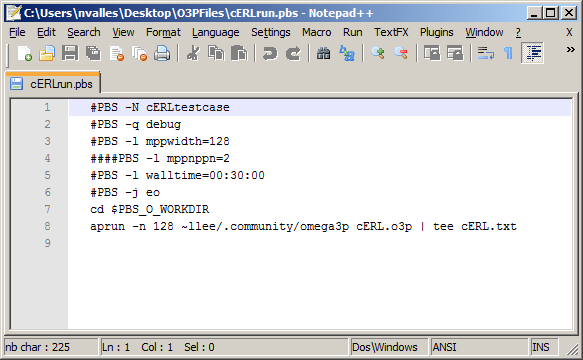 C:\Users\nvalles\Desktop\O3PFiles\cERLrun.pbs - Notepad++
File Edit Search View Format Language Settings Macro Run TextFX Plugins Window ? X
cERLrun.pbs
1 #PBS -N cERLtestcase
2 #PBS -q debug
3 #PBS -l mppwidth=128
4 ####PBS -l mppnppn=2
5 #PBS -l walltime=00:30:00
6 #PBS -j eo
7 cd $PBS_O_WORKDIR
8 aprun -n 128 ~llee/.community/omega3p cERL.o3p | tee cERL.txt
9
nb char : 225 Ln : 1 Col : 1 Sel : 0 Dos\Windows ANSI INS